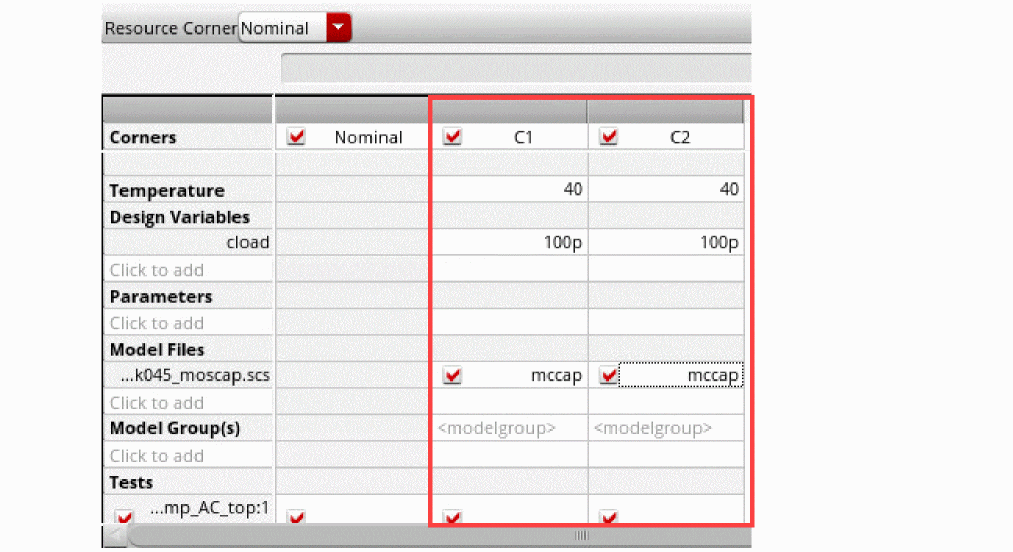 Resource Corner Nominal
Corners Nominal C1 C2
Temperature 40 40
Design Variables
cload 100p 100p
Click to add
Parameters
Click to add
Model Files
...k045_moscap.scs mccap mccap
Click to add
Model Group(s) <modelgroup> <modelgroup>
Click to add
Tests
...mp_AC_top:1